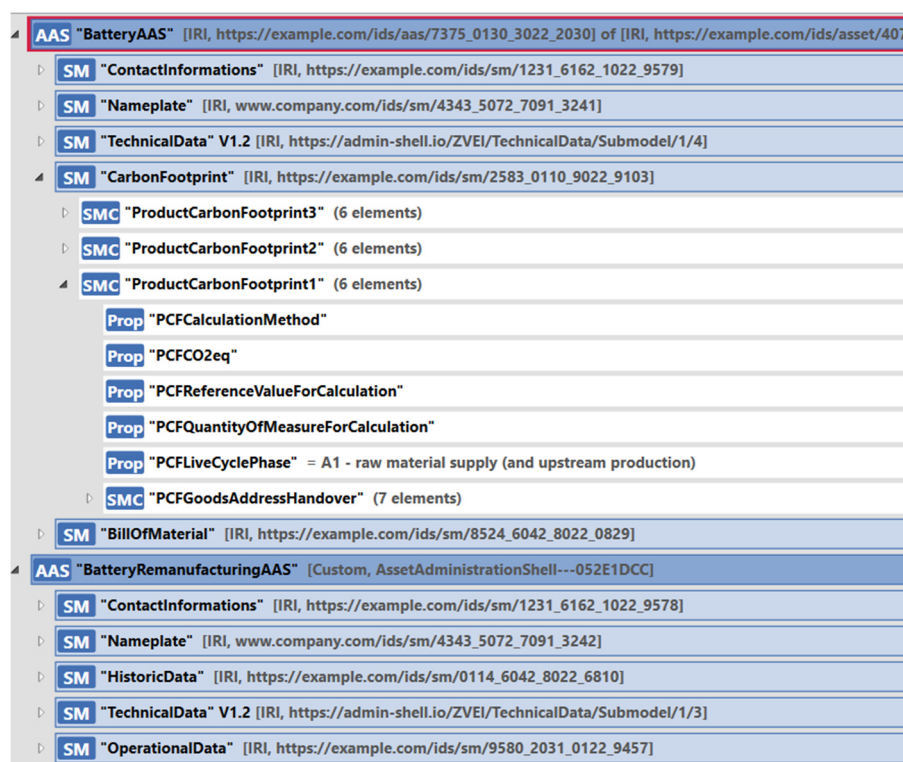 AAS "BatteryAAS" [IRI, https://example.com/ids/aas/7375_0130_3022_2030] of [IRI, https://example.com/ids/asset/407
SM "ContactInformations" [IRI, https://example.com/ids/sm/1231_6162_1022_9579]
SM "Nameplate" [IRI, www.company.com/ids/sm/4343_5072_7091_3241]
SM "TechnicalData" V1.2 [IRI, https://admin-shell.io/ZVEI/TechnicalData/Submodel/1/4]
SM "CarbonFootprint" [IRI, https://example.com/ids/sm/2583_0110_9022_9103]
SMC "ProductCarbonFootprint3" (6 elements)
SMC "ProductCarbonFootprint2" (6 elements)
SMC "ProductCarbonFootprint1" (6 elements)
Prop "PCFCalculationMethod"
Prop "PCFCO2eq"
Prop "PCFReferenceValueForCalculation"
Prop "PCFQuantityOfMeasureForCalculation"
Prop "PCFLiveCyclePhase" = A1 - raw material supply (and upstream production)
SMC "PCFGoodsAddressHandover" (7 elements)
SM "BillOfMaterial" [IRI, https://example.com/ids/sm/8524_6042_8022_0829]
AAS "BatteryRemanufacturingAAS" [Custom, AssetAdministrationShell---052E1DCC]
SM "ContactInformations" [IRI, https://example.com/ids/sm/1231_6162_1022_9578]
SM "Nameplate" [IRI, www.company.com/ids/sm/4343_5072_7091_3242]
SM "HistoricData" [IRI, https://example.com/ids/sm/0114_6042_8022_6810]
SM "TechnicalData" V1.2 [IRI, https://admin-shell.io/ZVEI/TechnicalData/Submodel/1/3]
SM "OperationalData" [IRI, https://example.com/ids/sm/9580_2031_0122_9457]